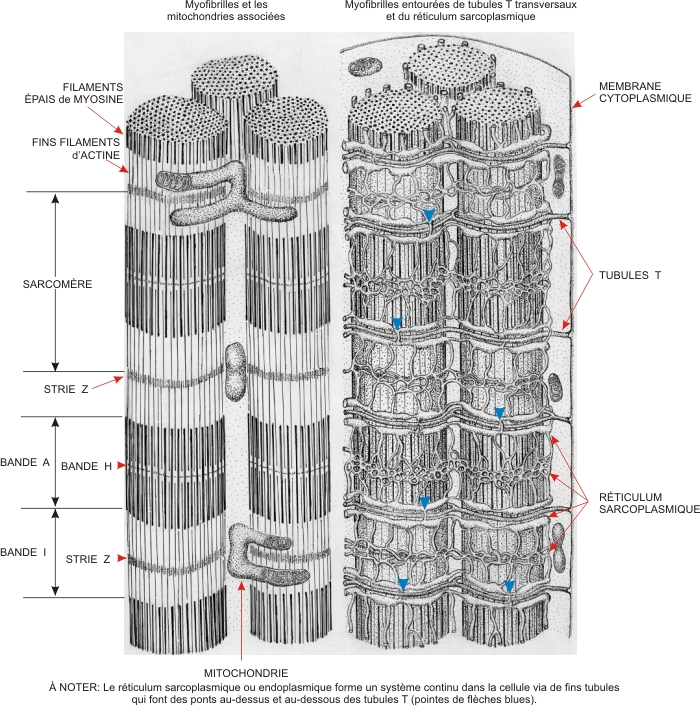 Myofibrilles et les
mitochondries associées
Myofibrilles entourées de tubules T transversaux
et du réticulum sarcoplasmique
FILAMENTS
ÉPAIS de MYOSINE
FINS FILAMENTS
d'ACTINE
MEMBRANE
CYTOPLASMIQUE
SARCOMÈRE
TUBULES T
STRIE Z
BANDE A
BANDE H
RÉTICULUM
SARCOPLASMIQUE
BANDE I
STRIE Z
MITOCHONDRIE
À NOTER: Le réticulum sarcoplasmique ou endoplasmique forme un système continu dans la cellule via de fins tubules
qui font des ponts au-dessus et au-dessous des tubules T (pointes de flèches blues).